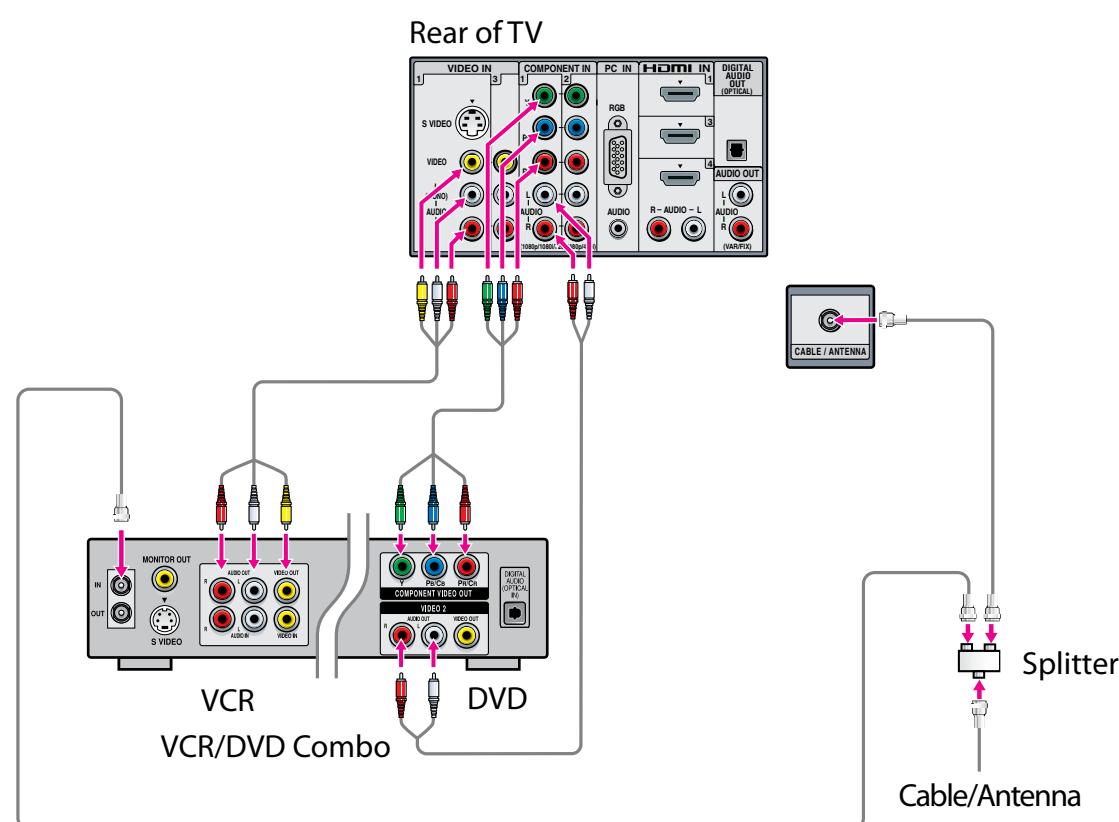 Rear of TV
VIDEO IN
COMPONENT IN
PC IN
HDMI IN
DIGITAL
AUDIO
OUT
(OPTICAL)
1
3
1
2
1
RGB
S VIDEO
3
VIDEO
4
AUDIO OUT
L
L
AUDIO
AUDIO
AUDIO
R – AUDIO – L
AUDIO
R
R
(VAR/FIX)
CABLE / ANTENNA
MONITOR OUT
IN
OUT
S VIDEO
AUDIO OUT
VIDEO OUT
R
L
R
L
AUDIO IN
VIDEO IN
Y
PB/CB
PR/CR
COMPONENT VIDEO OUT
VIDEO 2
AUDIO OUT
VIDEO OUT
R
L
DIGITAL
AUDIO
(OPTICAL
IN)
Splitter
VCR
DVD
VCR/DVD Combo
Cable/Antenna